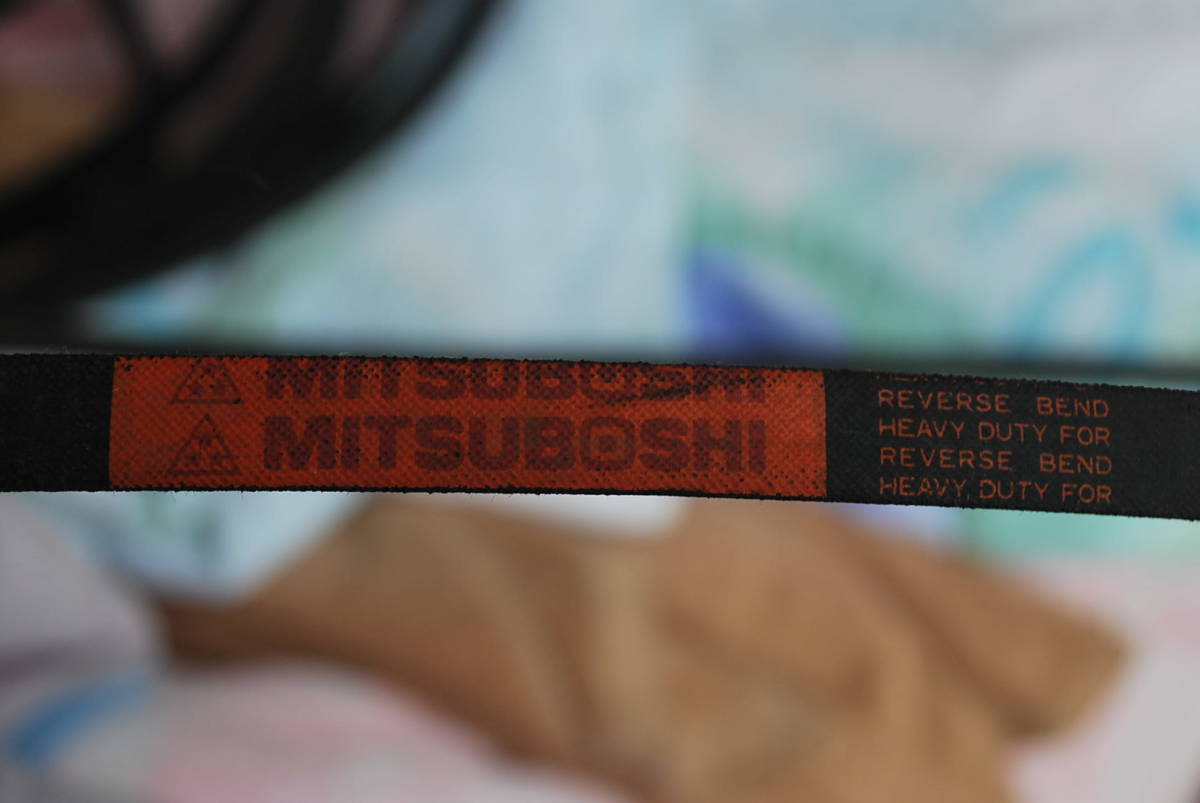 MITSUBOSHI
MITSUBOSHI
REVERSE BEND
HEAVY DUTY FOR
REVERSE BEND
HEAVY DUTY FOR